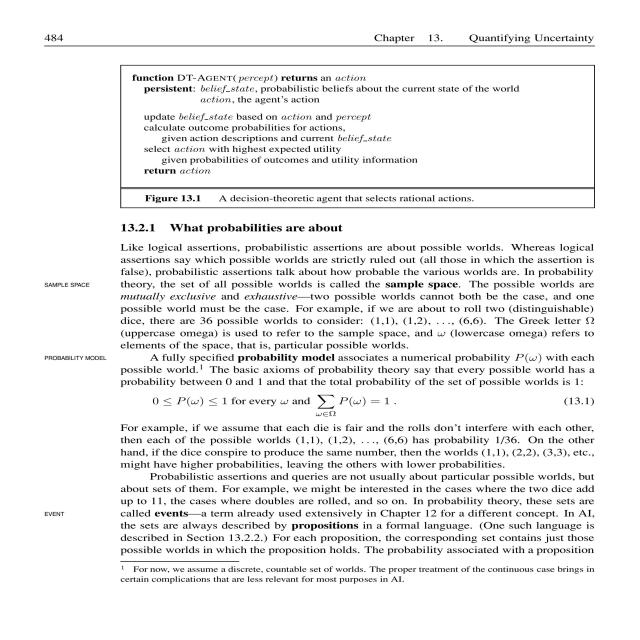 484 Chapter 13. Quantifying Uncertainty
function DT-AGENT( percept) returns an action
persistent: belief_state, probabilistic beliefs about the current state of the world
action, the agent's action
update belief_state based on action and percept
calculate outcome probabilities for actions,
given action descriptions and current belief_state
select action with highest expected utility
given probabilities of outcomes and utility information
return action
Figure 13.1 A decision-theoretic agent that selects rational actions.
13.2.1 What probabilities are about
Like logical assertions, probabilistic assertions are about possible worlds. Whereas logical
assertions say which possible worlds are strictly ruled out (all those in which the assertion is
false), probabilistic assertions talk about how probable the various worlds are. In probability
SAMPLE SPACE theory, the set of all possible worlds is called the sample space. The possible worlds are
mutually exclusive and exhaustive—two possible worlds cannot both be the case, and one
possible world must be the case. For example, if we are about to roll two (distinguishable)
dice, there are 36 possible worlds to consider: (1,1), (1,2), . . ., (6,6). The Greek letter Ω
(uppercase omega) is used to refer to the sample space, and ω (lowercase omega) refers to
elements of the space, that is, particular possible worlds.
PROBABILITY MODEL A fully specified probability model associates a numerical probability P(ω) with each
possible world.1 The basic axioms of probability theory say that every possible world has a
probability between 0 and 1 and that the total probability of the set of possible worlds is 1:
0 ≤ P(ω) ≤ 1 for every ω and ∑ P(ω) = 1 . (13.1)
ω∈Ω
For example, if we assume that each die is fair and the rolls don't interfere with each other,
then each of the possible worlds (1,1), (1,2), . . ., (6,6) has probability 1/36. On the other
hand, if the dice conspire to produce the same number, then the worlds (1,1), (2,2), (3,3), etc.,
might have higher probabilities, leaving the others with lower probabilities.
Probabilistic assertions and queries are not usually about particular possible worlds, but
about sets of them. For example, we might be interested in the cases where the two dice add
up to 11, the cases where doubles are rolled, and so on. In probability theory, these sets are
EVENT called events—a term already used extensively in Chapter 12 for a different concept. In AI,
the sets are always described by propositions in a formal language. (One such language is
described in Section 13.2.2.) For each proposition, the corresponding set contains just those
possible worlds in which the proposition holds. The probability associated with a proposition
1 For now, we assume a discrete, countable set of worlds. The proper treatment of the continuous case brings in
certain complications that are less relevant for most purposes in AI.